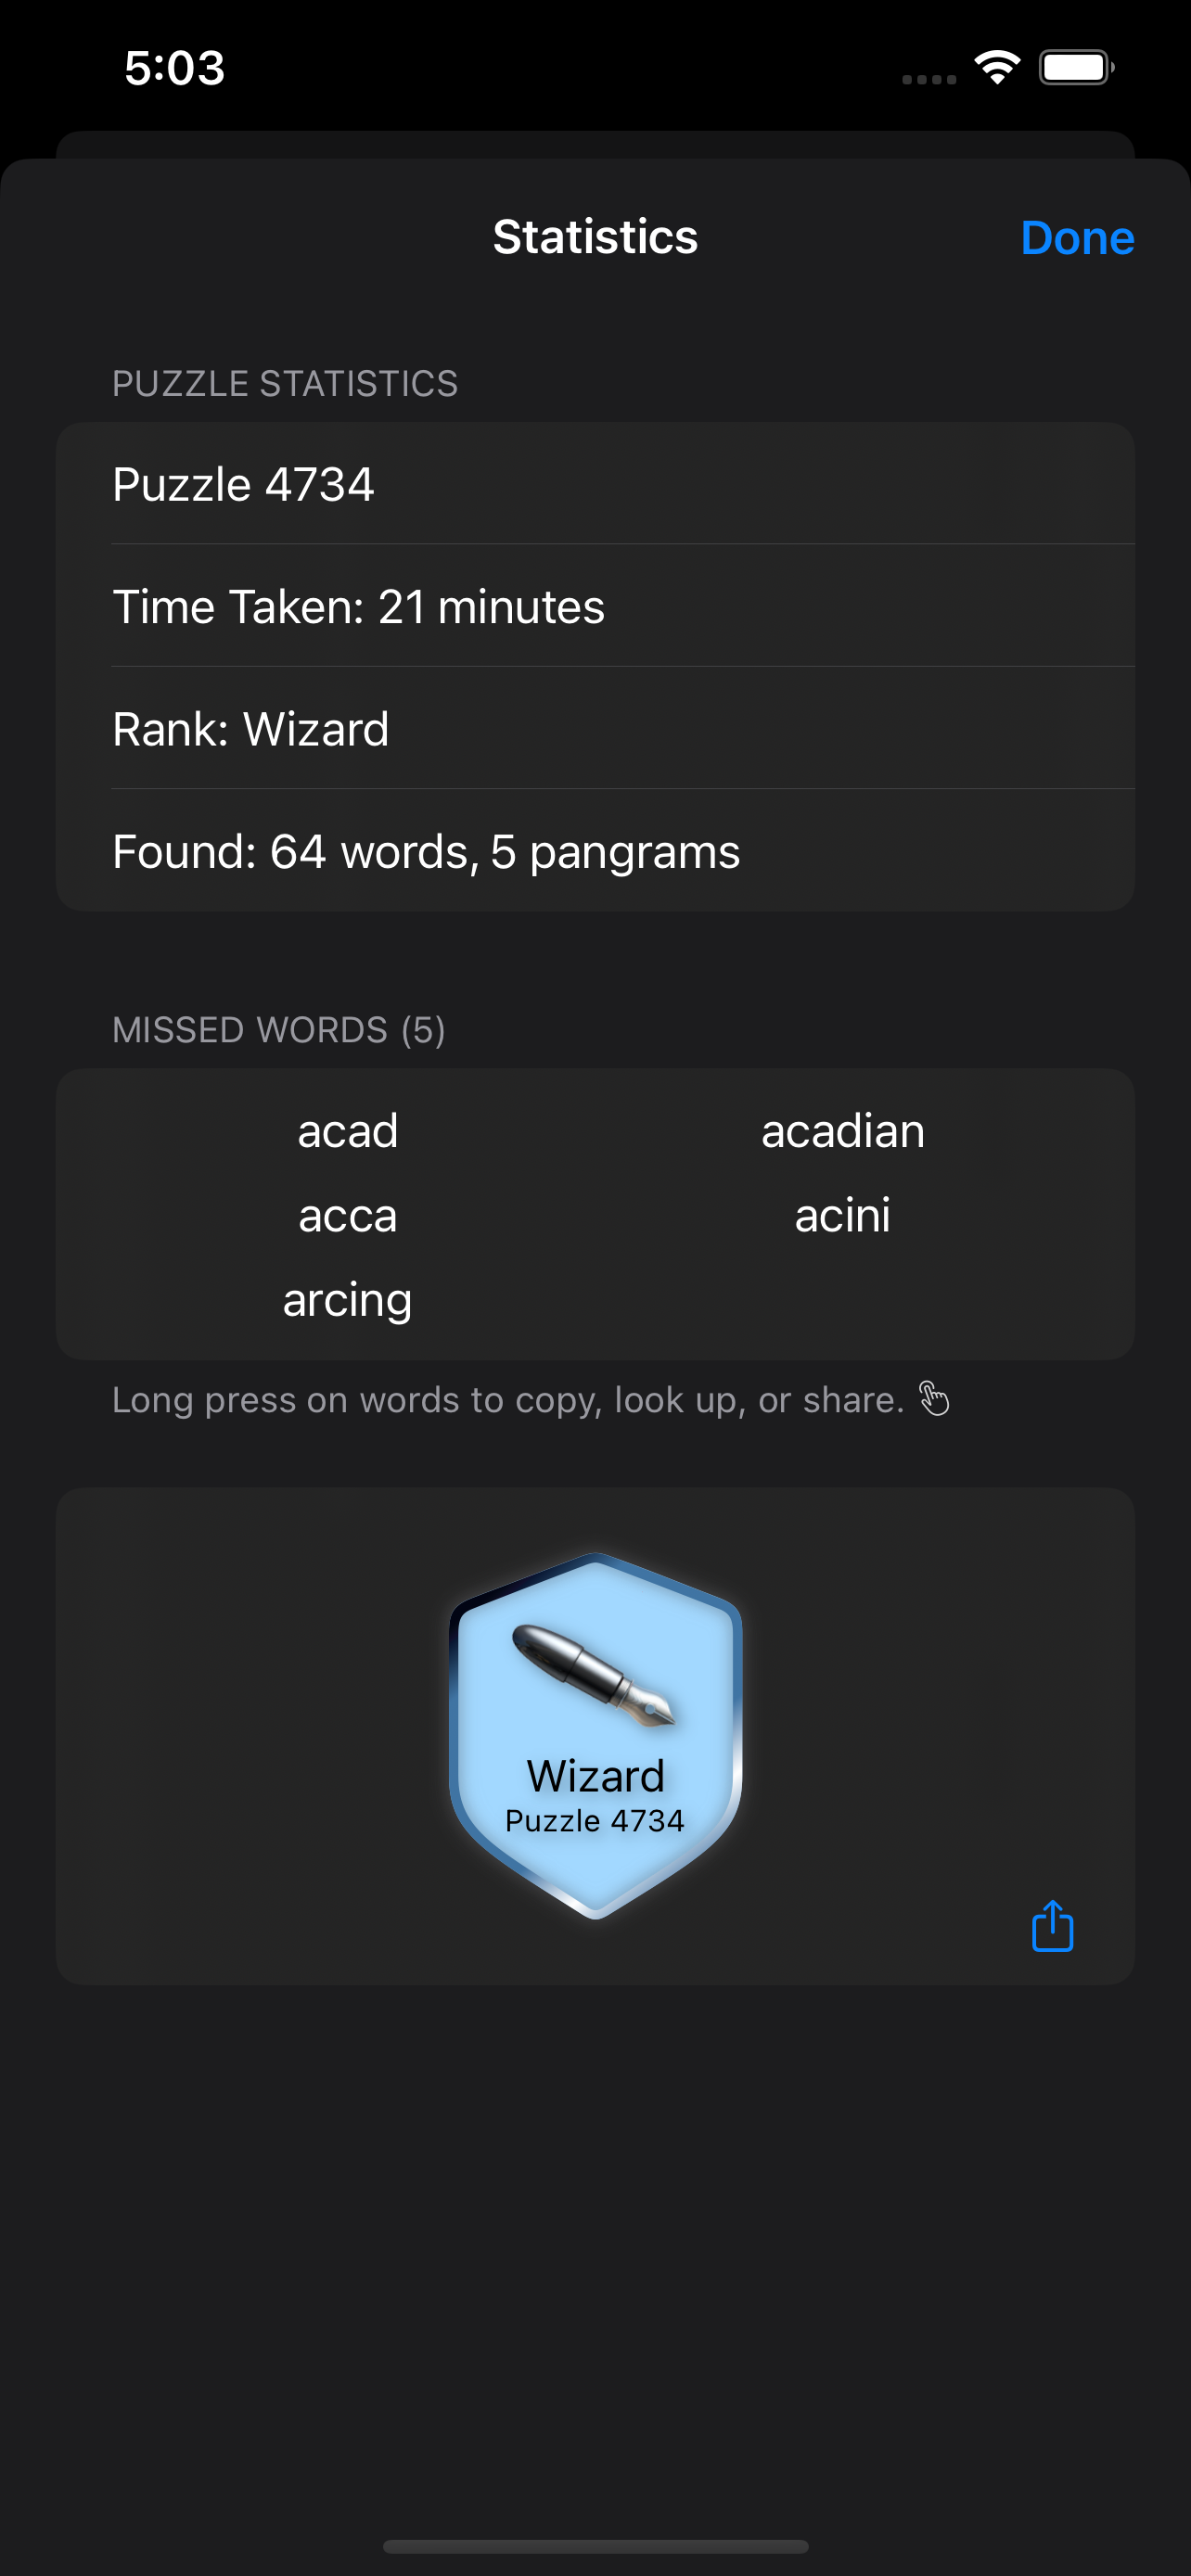 5:03
Statistics
Done
PUZZLE STATISTICS
Puzzle 4734
Time Taken: 21 minutes
Rank: Wizard
Found: 64 words, 5 pangrams
MISSED WORDS (5)
acad acadian
acca acini
arcing
Long press on words to copy, look up, or share.
Wizard
Puzzle 4734